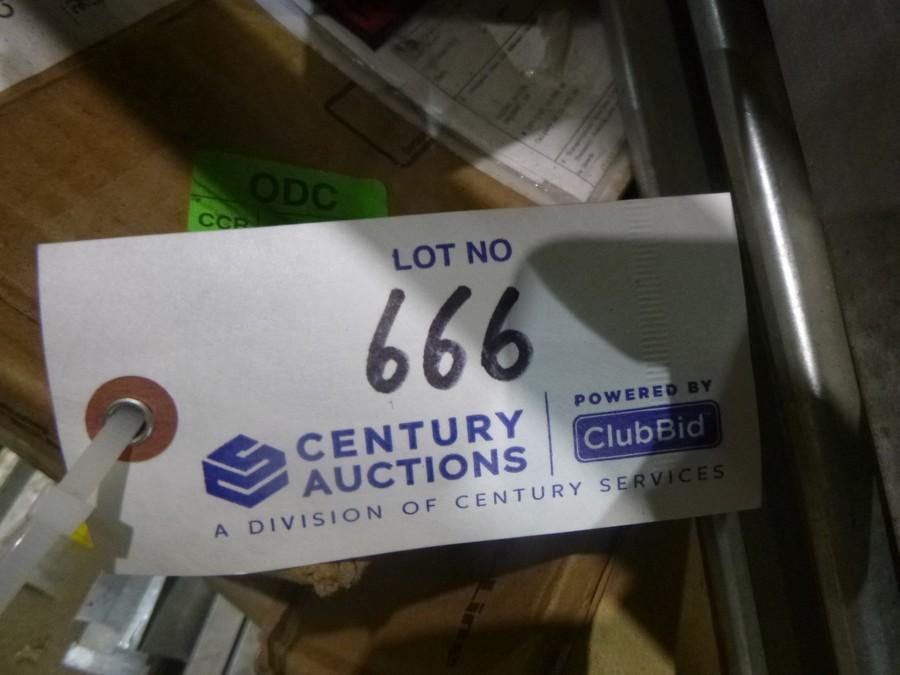 ODC
CCR
LOT NO
666
CENTURY
AUCTIONS
A DIVISION OF CENTURY SERVICES
POWERED BY
ClubBid